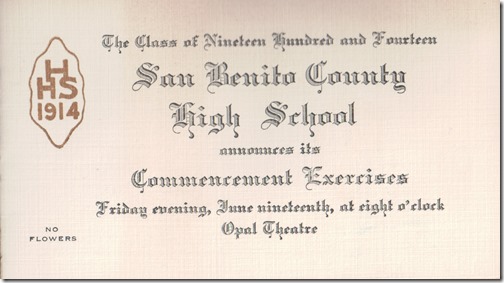 H
HS
1914
The Class of Nineteen Hundred and Fourteen
San Benito County
High School
announces its
Commencement Exercises
Friday evening, June nineteenth, at eight o'clock
Opal Theatre
NO
FLOWERS